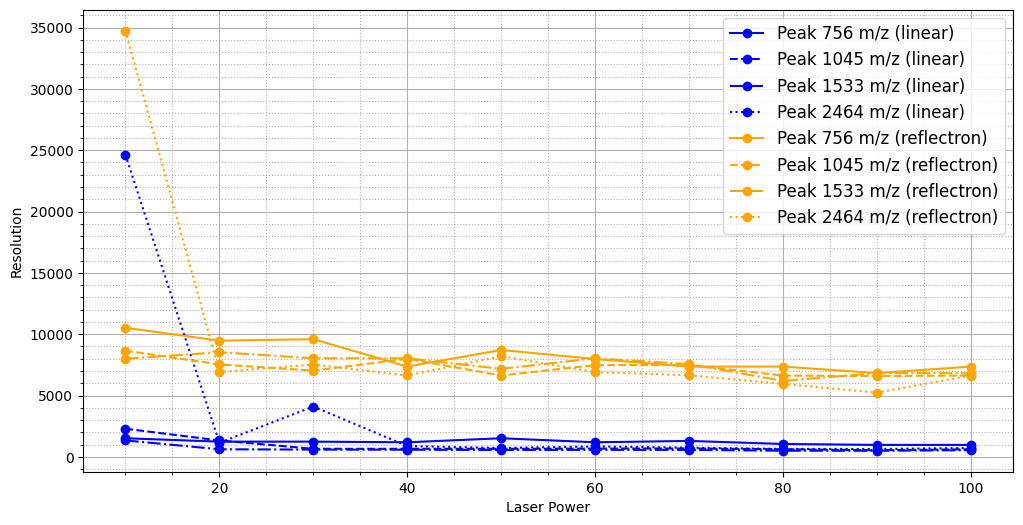 35000
30000
25000
20000
15000
10000
5000
0
Resolution
20 40 60 80 100
Laser Power
Peak 756 m/z (linear)
Peak 1045 m/z (linear)
Peak 1533 m/z (linear)
Peak 2464 m/z (linear)
Peak 756 m/z (reflectron)
Peak 1045 m/z (reflectron)
Peak 1533 m/z (reflectron)
Peak 2464 m/z (reflectron)